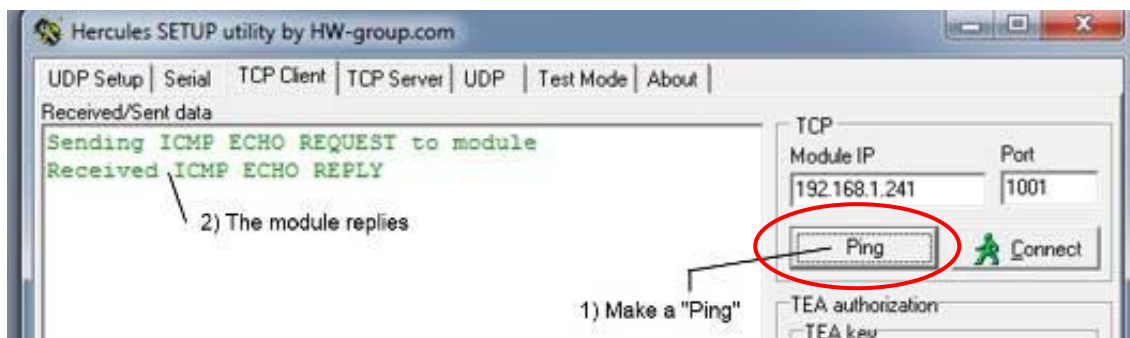 Hercules SETUP utility by HW-group.com
UDP Setup Serial TCP Client TCP Server UDP Test Mode About
Received/Sent data
Sending ICMP ECHO REQUEST to module
Received ICMP ECHO REPLY
2) The module replies
TCP
Module IP Port
192.168.1.241 1001
Ping Connect
1) Make a "Ping"
TEA authorization
TEA key